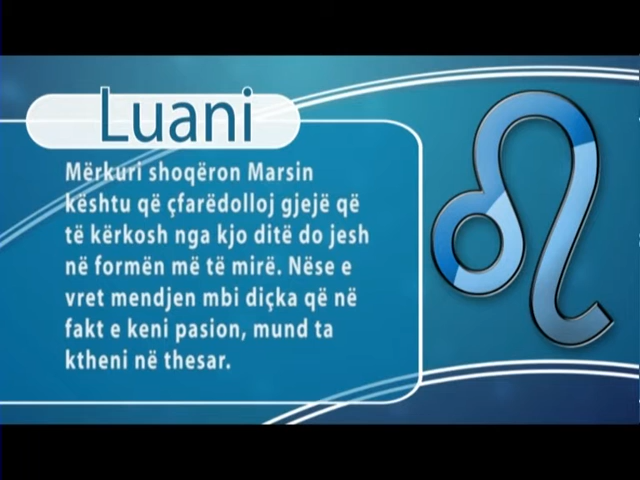 Luani
Mërkuri shoqëron Marsin
kështu që çfarëdolloj gjejë që
të kërkosh nga kjo ditë do jesh
në formën më të mirë. Nëse e
vret mendjen mbi diçka që në
fakt e keni pasion, mund ta
ktheni në thesar.